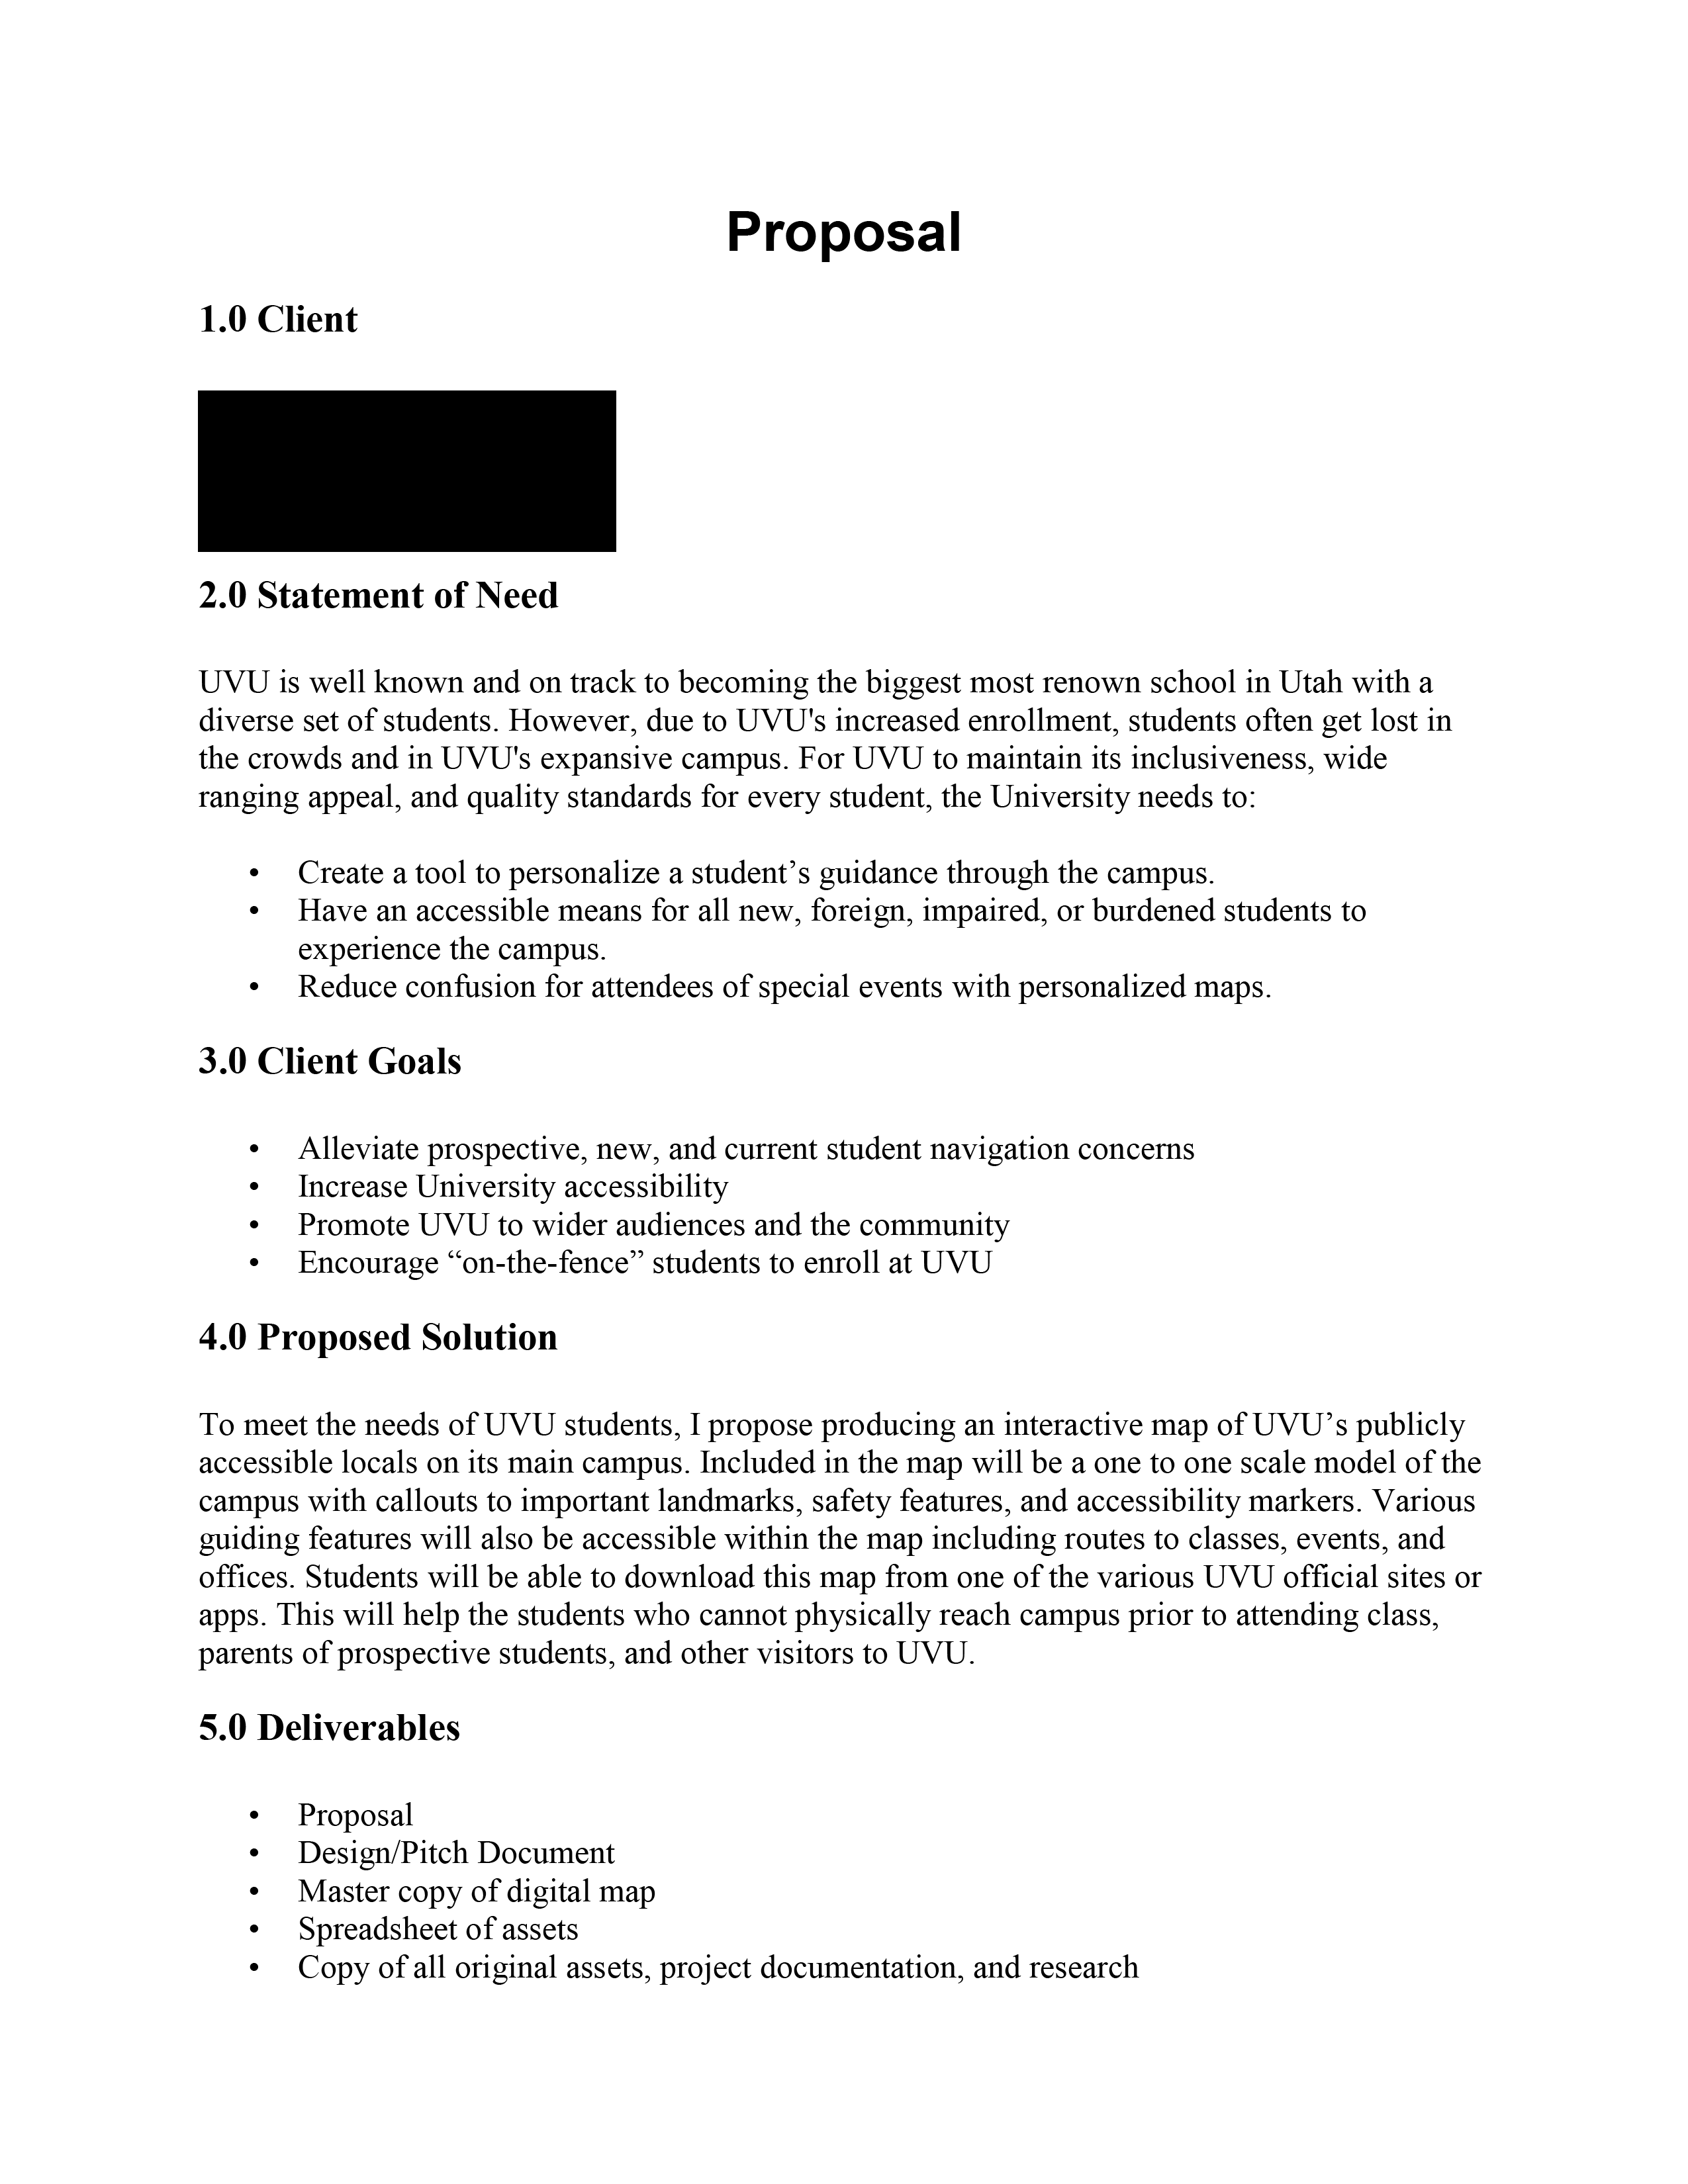 Proposal
1.0 Client
2.0 Statement of Need
UVU is well known and on track to becoming the biggest most renown school in Utah with a
diverse set of students. However, due to UVU's increased enrollment, students often get lost in
the crowds and in UVU's expansive campus. For UVU to maintain its inclusiveness, wide
ranging appeal, and quality standards for every student, the University needs to:
• Create a tool to personalize a student’s guidance through the campus.
• Have an accessible means for all new, foreign, impaired, or burdened students to
experience the campus.
• Reduce confusion for attendees of special events with personalized maps.
3.0 Client Goals
• Alleviate prospective, new, and current student navigation concerns
• Increase University accessibility
• Promote UVU to wider audiences and the community
• Encourage “on-the-fence” students to enroll at UVU
4.0 Proposed Solution
To meet the needs of UVU students, I propose producing an interactive map of UVU’s publicly
accessible locals on its main campus. Included in the map will be a one to one scale model of the
campus with callouts to important landmarks, safety features, and accessibility markers. Various
guiding features will also be accessible within the map including routes to classes, events, and
offices. Students will be able to download this map from one of the various UVU official sites or
apps. This will help the students who cannot physically reach campus prior to attending class,
parents of prospective students, and other visitors to UVU.
5.0 Deliverables
• Proposal
• Design/Pitch Document
• Master copy of digital map
• Spreadsheet of assets
• Copy of all original assets, project documentation, and research